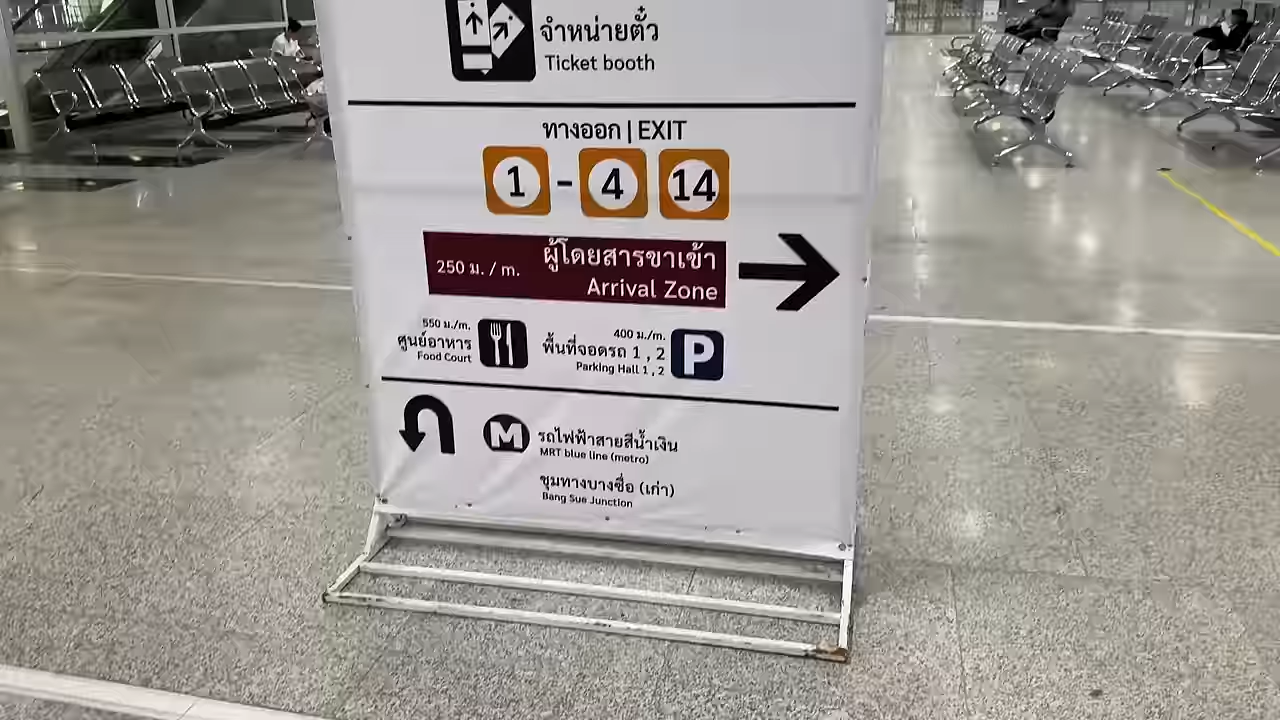 จำหน่ายตั๋ว
Ticket booth
ทางออก | EXIT
1 - 4 14
250 ม. / m.
ผู้โดยสารขาเข้า
Arrival Zone
550 ม./m.
ศูนย์อาหาร
Food Court
400 ม./m.
พื้นที่จอดรถ 1 , 2
Parking Hall 1 , 2
P
M
รถไฟฟ้าสายสีน้ำเงิน
MRT blue line (metro)
ชุมทางบางซื่อ (เก่า)
Bang Sue Junction